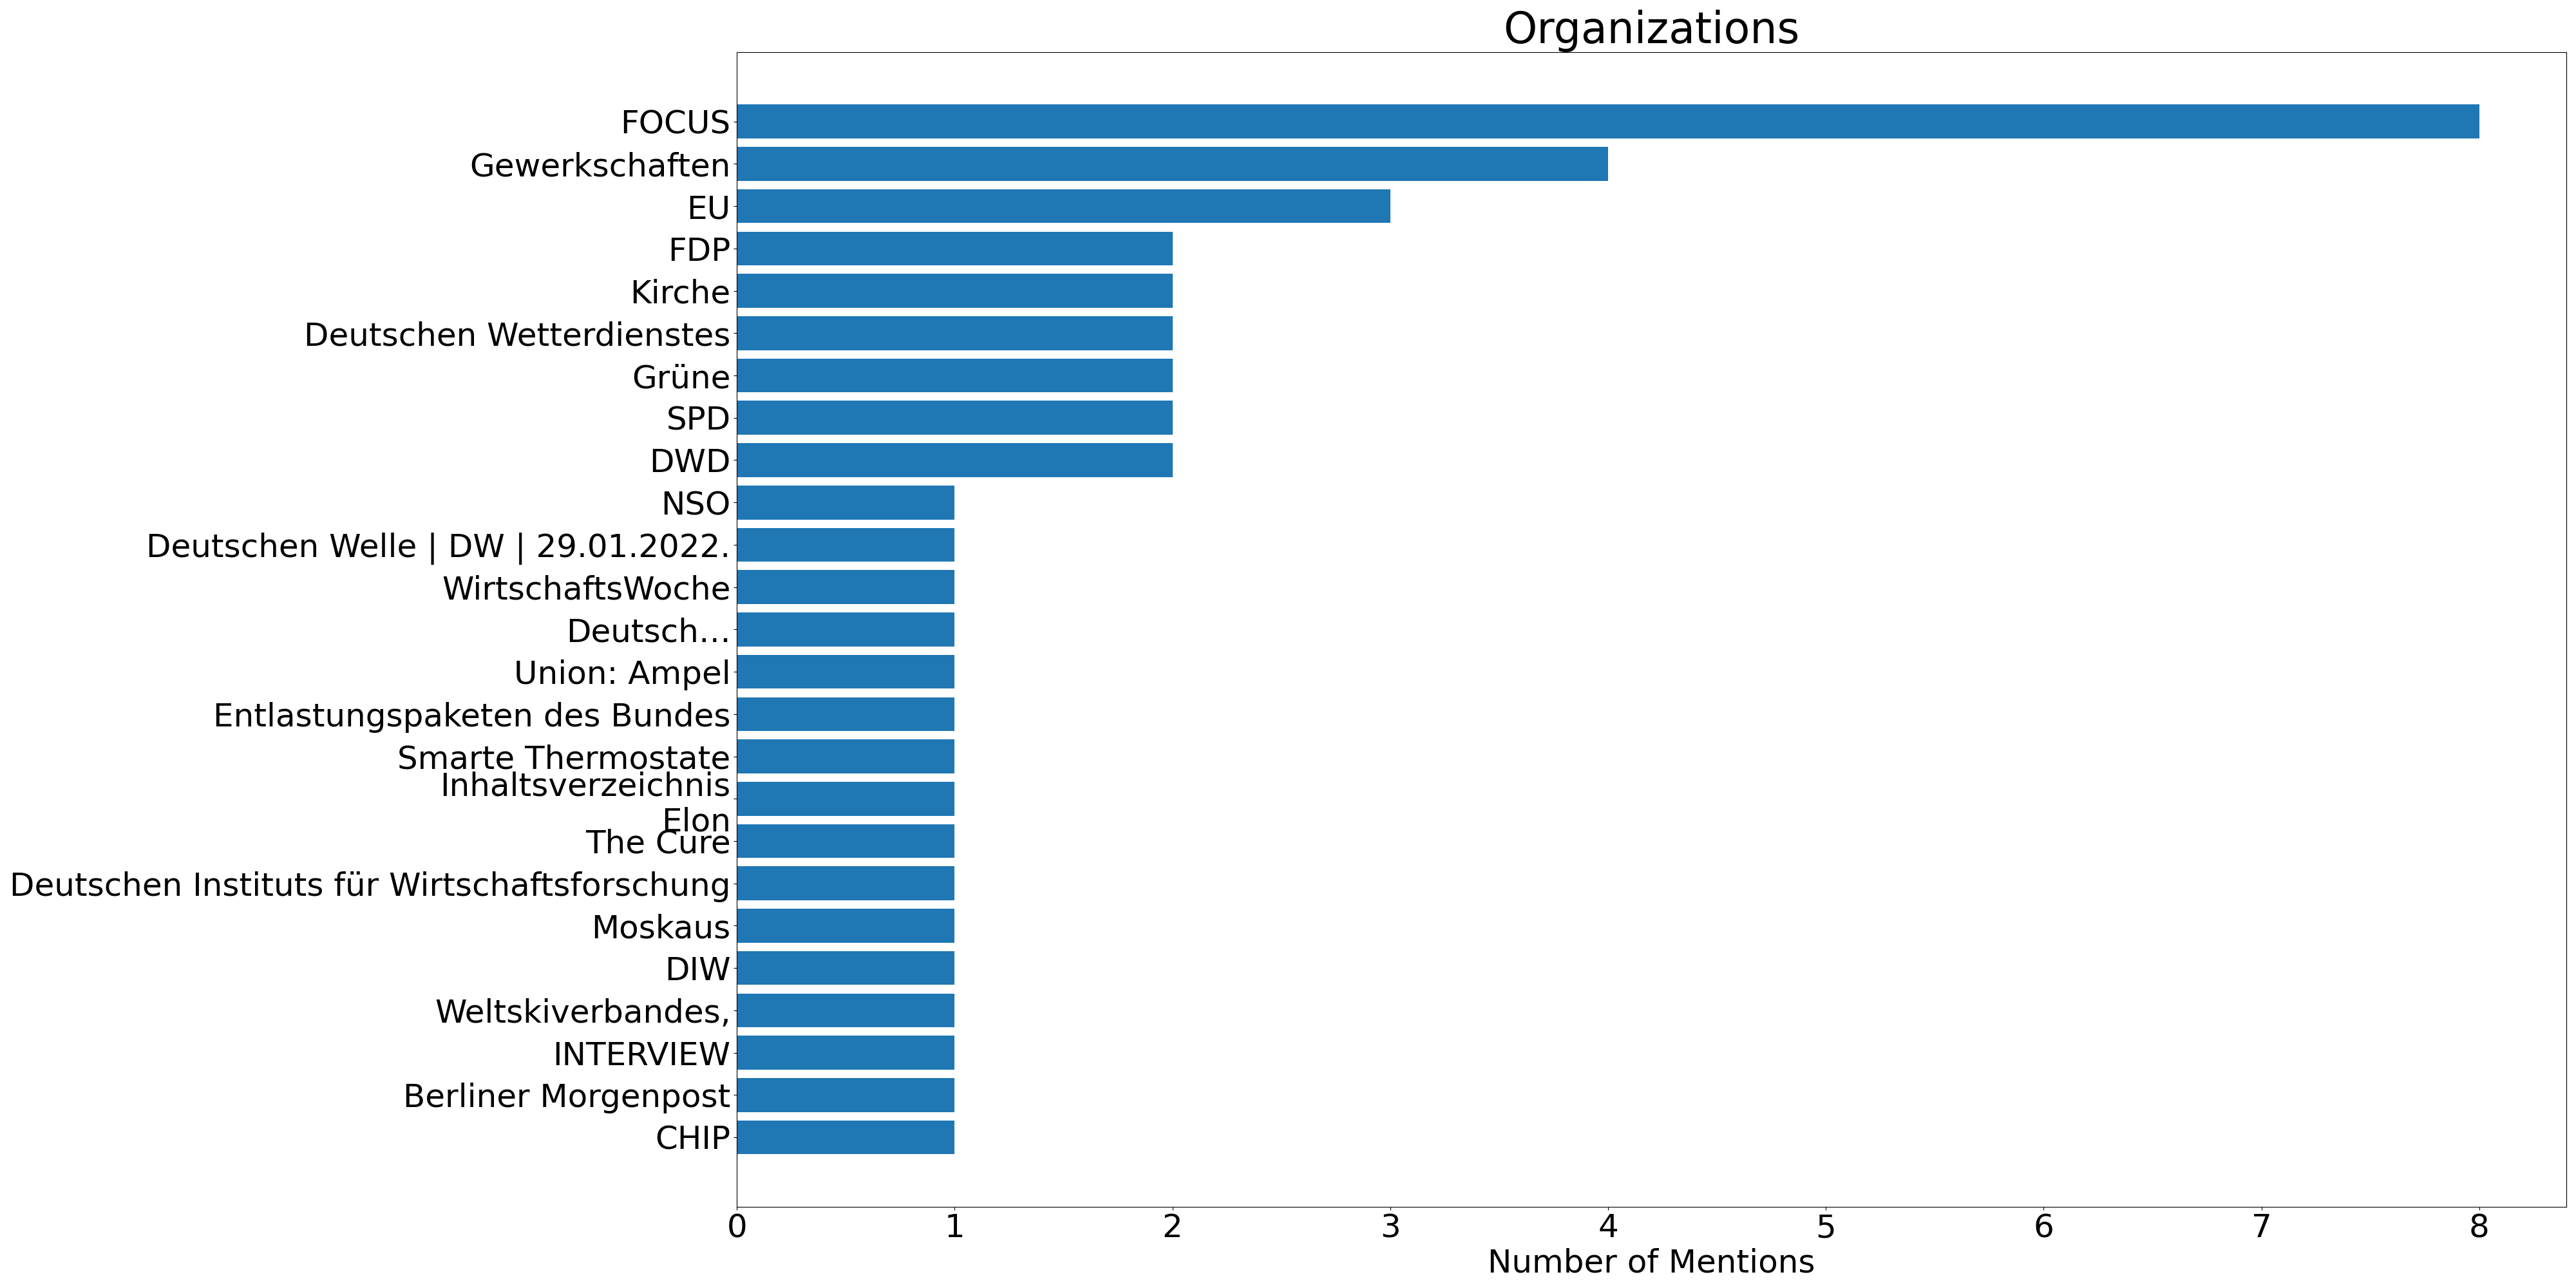 Organizations
FOCUS
Gewerkschaften
EU
FDP
Kirche
Deutschen Wetterdienstes
Grüne
SPD
DWD
NSO
Deutschen Welle | DW | 29.01.2022.
WirtschaftsWoche
Deutsch...
Union: Ampel
Entlastungspaketen des Bundes
Smarte Thermostate
Inhaltsverzeichnis
Elon
The Cure
Deutschen Instituts für Wirtschaftsforschung
Moskaus
DIW
Weltskiverbandes,
INTERVIEW
Berliner Morgenpost
CHIP
0 1 2 3 4 5 6 7 8
Number of Mentions